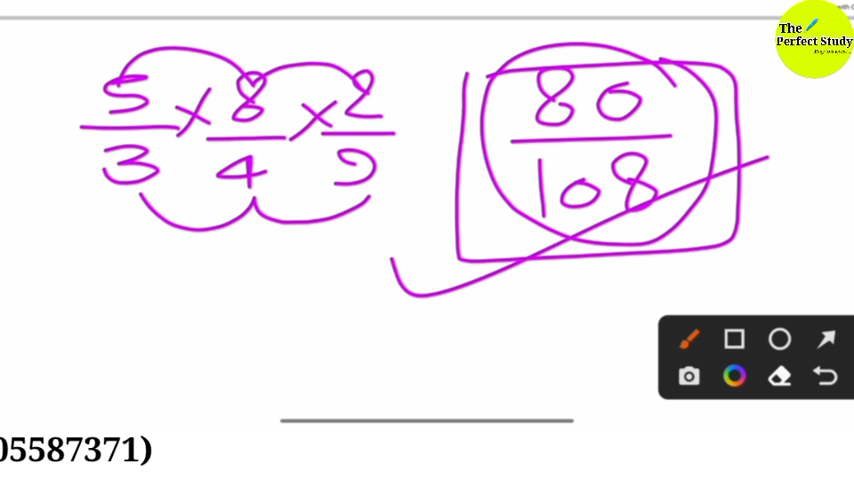 The
Perfect Study
5/3 × 8/4 × 2/9
80/108
05587371)